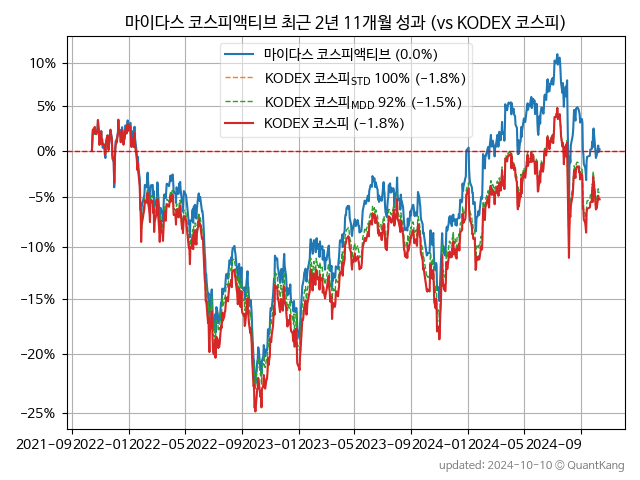 마이다스 코스피액티브 최근 2년 11개월 성과 (vs KODEX 코스피)
마이다스 코스피액티브 (0.0%)
KODEX 코스피STD 100% (−1.8%)
KODEX 코스피MDD 92% (−1.5%)
KODEX 코스피 (−1.8%)
10%
5%
0%
−5%
−10%
−15%
−20%
−25%
2021-09 2022-01 2022-05 2022-09 2023-01 2023-05 2023-09 2024-01 2024-05 2024-09
updated: 2024-10-10 © QuantKang